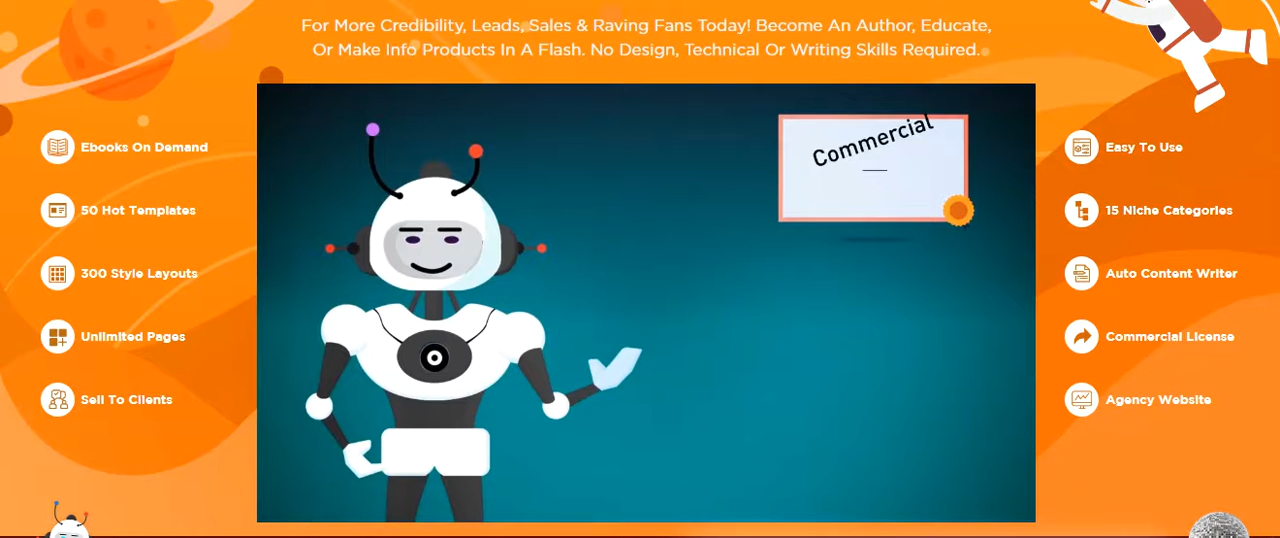 For More Credibility, Leads, Sales & Raving Fans Today! Become An Author, Educate,
Or Make Info Products In A Flash. No Design, Technical Or Writing Skills Required.
Ebooks On Demand
50 Hot Templates
300 Style Layouts
Unlimited Pages
Sell To Clients
Commercial
Easy To Use
15 Niche Categories
Auto Content Writer
Commercial License
Agency Website